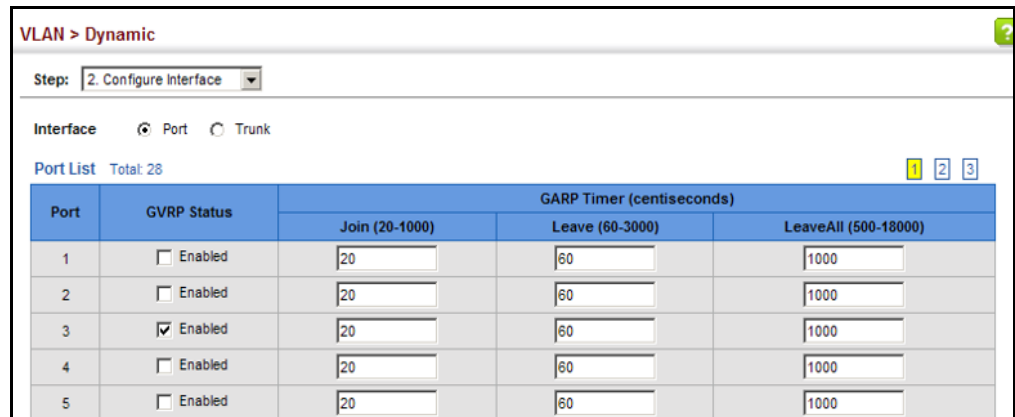 VLAN > Dynamic
?
Step: 2. Configure Interface
Interface Port Trunk
Port List Total: 28 1 2 3
Port GVRP Status GARP Timer (centiseconds)
Join (20-1000) Leave (60-3000) LeaveAll (500-18000)
1 Enabled 20 60 1000
2 Enabled 20 60 1000
3 Enabled 20 60 1000
4 Enabled 20 60 1000
5 Enabled 20 60 1000